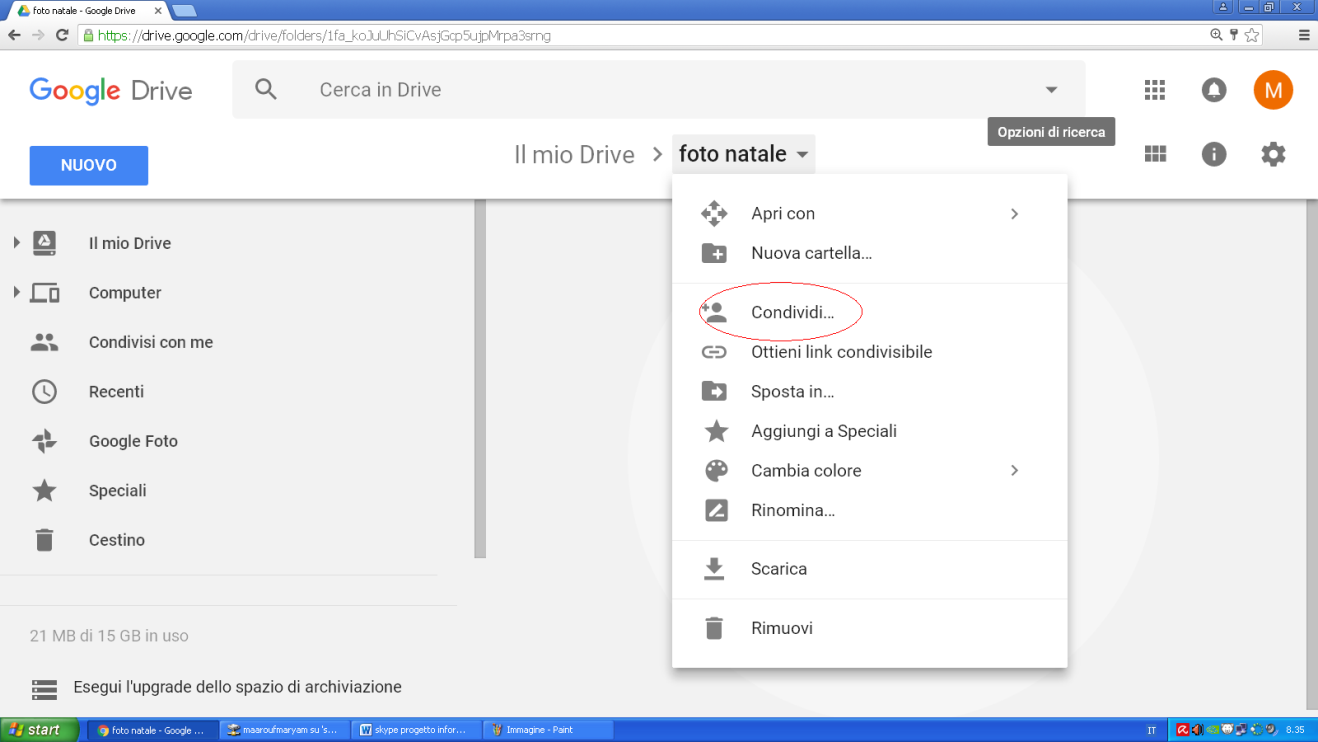 foto natale - Google Drive
https://drive.google.com/drive/folders/1fa_koJuUhSiCvAsjGcp5ujpMrpa3srng
Google Drive
Cerca in Drive
M
Opzioni di ricerca
NUOVO
Il mio Drive > foto natale
Apri con
Nuova cartella...
Condividi...
Ottieni link condivisibile
Sposta in...
Aggiungi a Speciali
Cambia colore
Rinomina...
Scarica
Rimuovi
Il mio Drive
Computer
Condivisi con me
Recenti
Google Foto
Speciali
Cestino
21 MB di 15 GB in uso
Esegui l'upgrade dello spazio di archiviazione
start
foto natale - Google ...
maaroufmaryam su 's...
skype progetto infor...
Immagine - Paint
IT
8.35